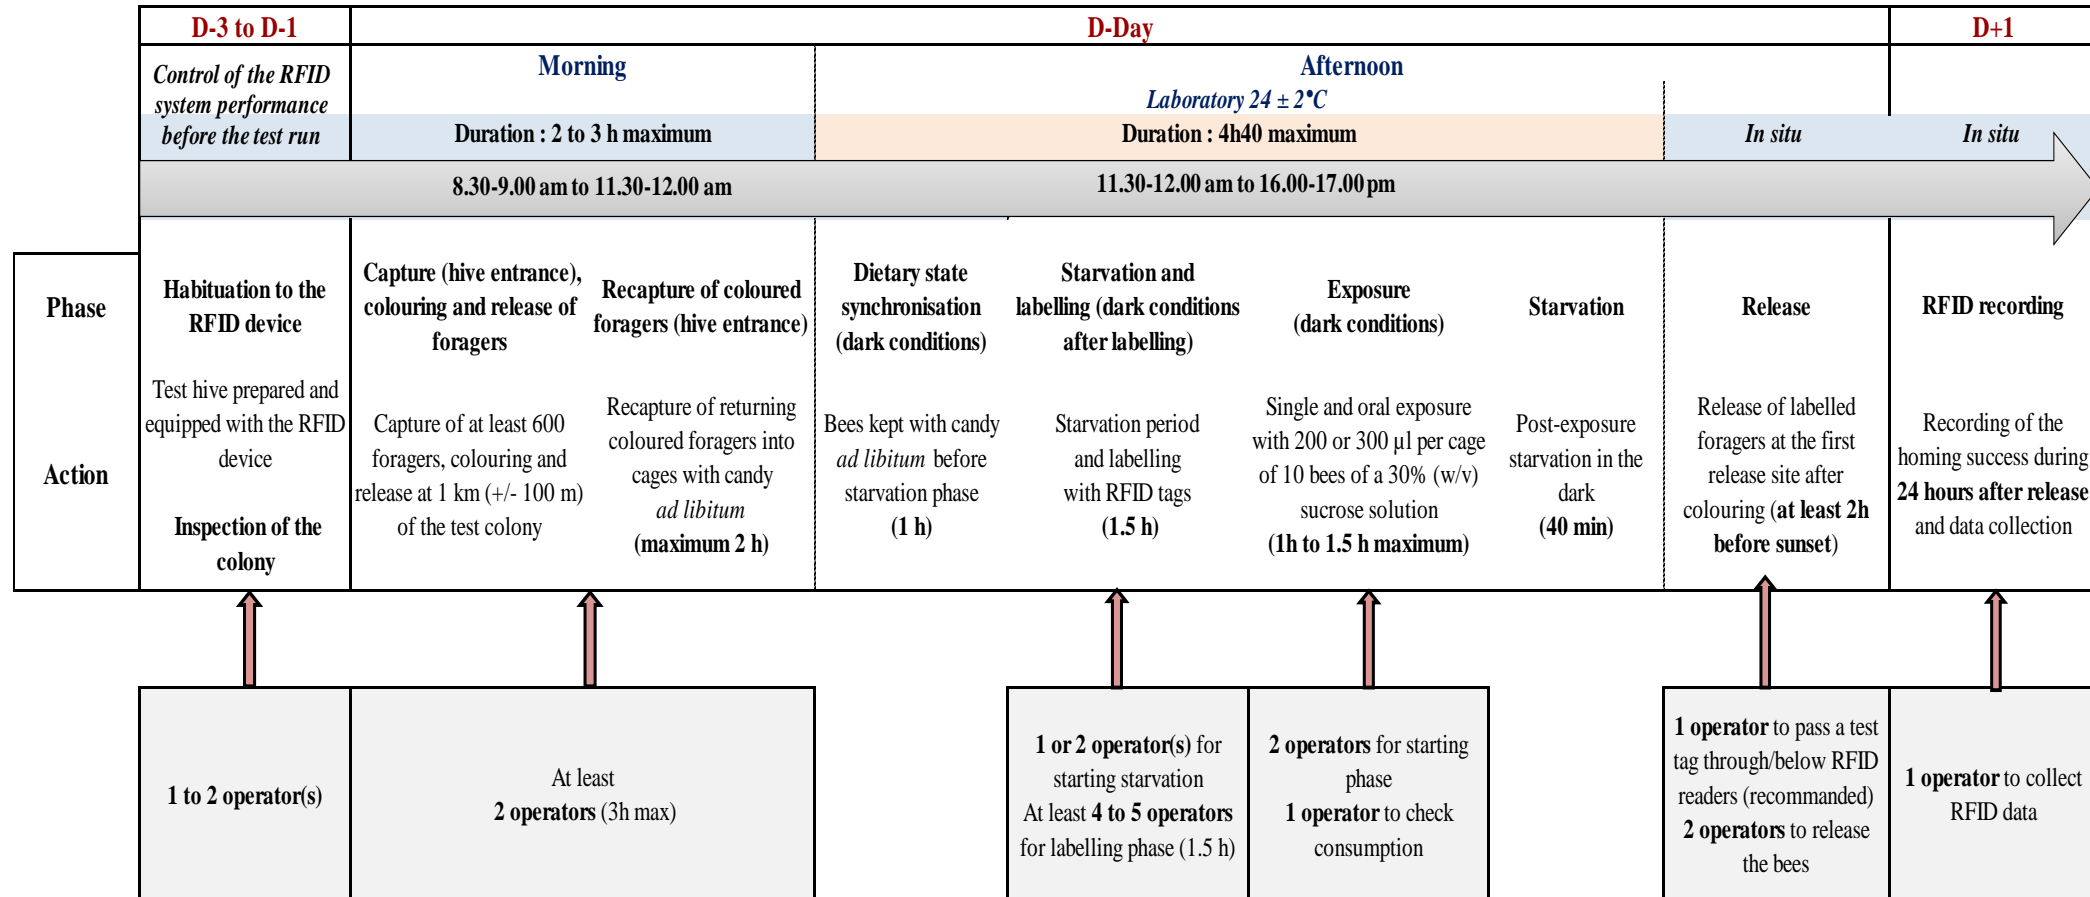 D-3 to D-1
D-Day
D+1
Control of the RFID
system performance
before the test run
Morning
Afternoon
Laboratory 24 ± 2°C
Duration : 2 to 3 h maximum
Duration : 4h40 maximum
In situ
In situ
8.30-9.00 am to 11.30-12.00 am
11.30-12.00 am to 16.00-17.00 pm
Phase
Habituation to the
RFID device
Capture (hive entrance),
colouring and release of
foragers
Recapture of coloured
foragers (hive entrance)
Dietary state
synchronisation
(dark conditions)
Starvation and
labelling (dark conditions
after labelling)
Exposure
(dark conditions)
Starvation
Release
RFID recording
Action
Test hive prepared and
equipped with the RFID
device
Inspection of the
colony
Capture of at least 600
foragers, colouring and
release at 1 km (+/- 100 m)
of the test colony
Recapture of returning
coloured foragers into
cages with candy
ad libitum
(maximum 2 h)
Bees kept with candy
ad libitum before
starvation phase
(1 h)
Starvation period
and labelling
with RFID tags
(1.5 h)
Single and oral exposure
with 200 or 300 µl per cage
of 10 bees of a 30% (w/v)
sucrose solution
(1h to 1.5 h maximum)
Post-exposure
starvation in the
dark
(40 min)
Release of labelled
foragers at the first
release site after
colouring (at least 2h
before sunset)
Recording of the
homing success during
24 hours after release
and data collection
1 to 2 operator(s)
At least
2 operators (3h max)
1 or 2 operator(s) for
starting starvation
At least 4 to 5 operators
for labelling phase (1.5 h)
2 operators for starting
phase
1 operator to check
consumption
1 operator to pass a test
tag through/below RFID
readers (recommanded)
2 operators to release
the bees
1 operator to collect
RFID data